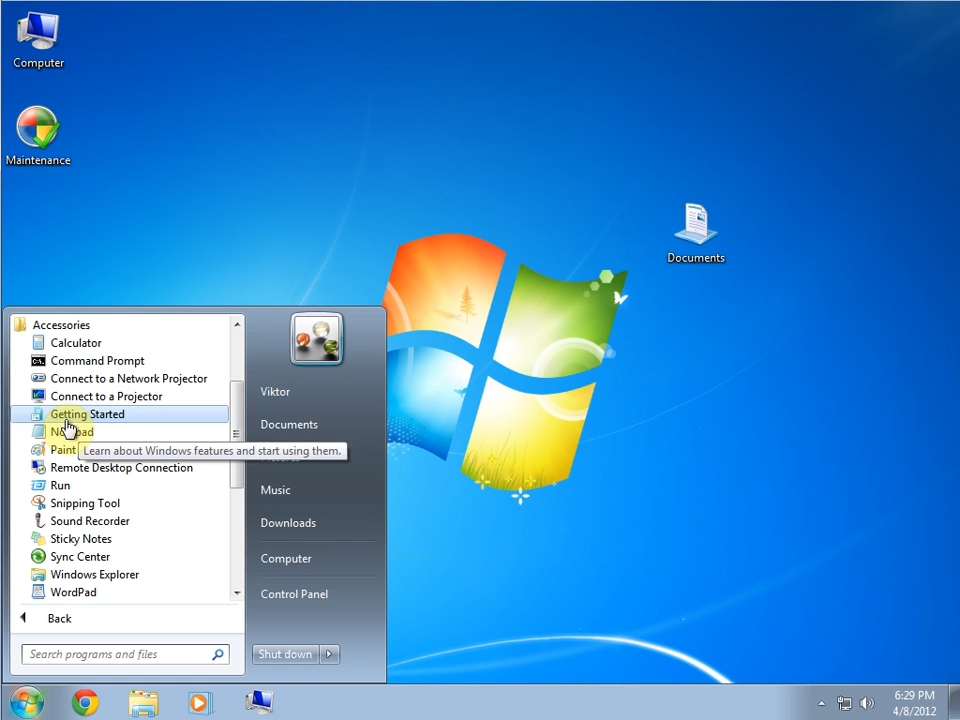 Computer
Maintenance
Documents
Accessories
Calculator
Command Prompt
Connect to a Network Projector
Connect to a Projector
Getting Started
Paint
Learn about Windows features and start using them.
Remote Desktop Connection
Run
Snipping Tool
Sound Recorder
Sticky Notes
Sync Center
Windows Explorer
WordPad
Back
Search programs and files
Viktor
Documents
Music
Downloads
Computer
Control Panel
Shut down
6:29 PM
4/8/2012